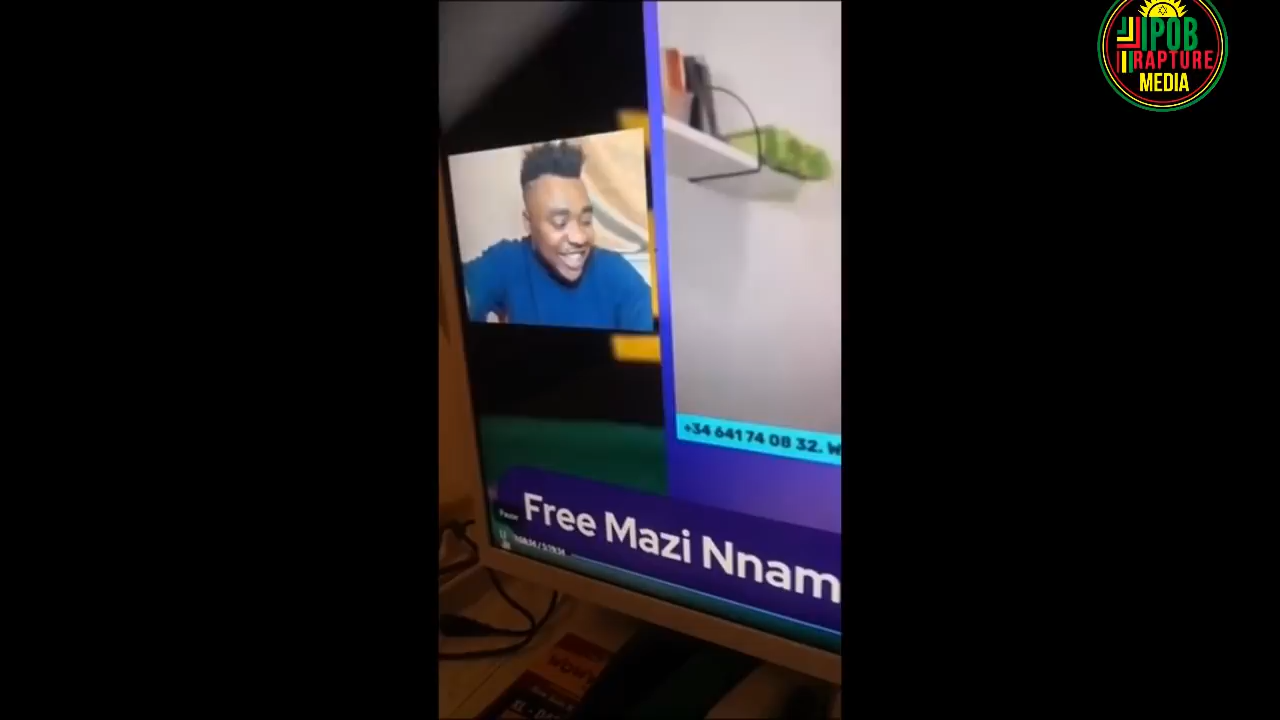 IPOB
RAPTURE
MEDIA
+34 641 74 08 32. W
Free Mazi Nnam